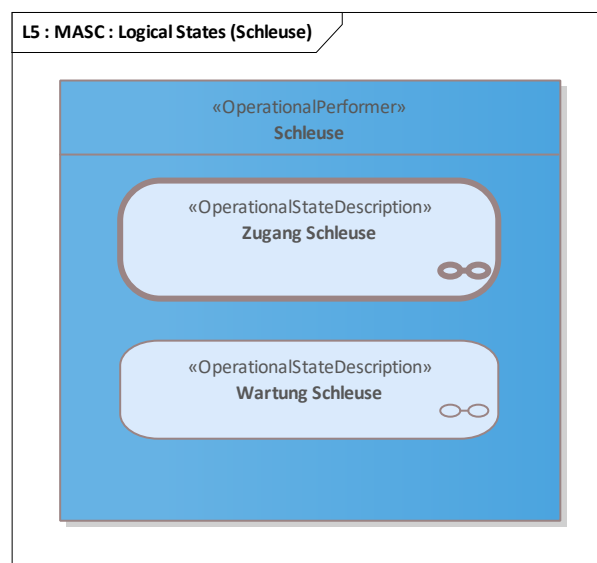 L5 : MASC : Logical States (Schleuse)
«OperationalPerformer»
Schleuse
«OperationalStateDescription»
Zugang Schleuse
«OperationalStateDescription»
Wartung Schleuse